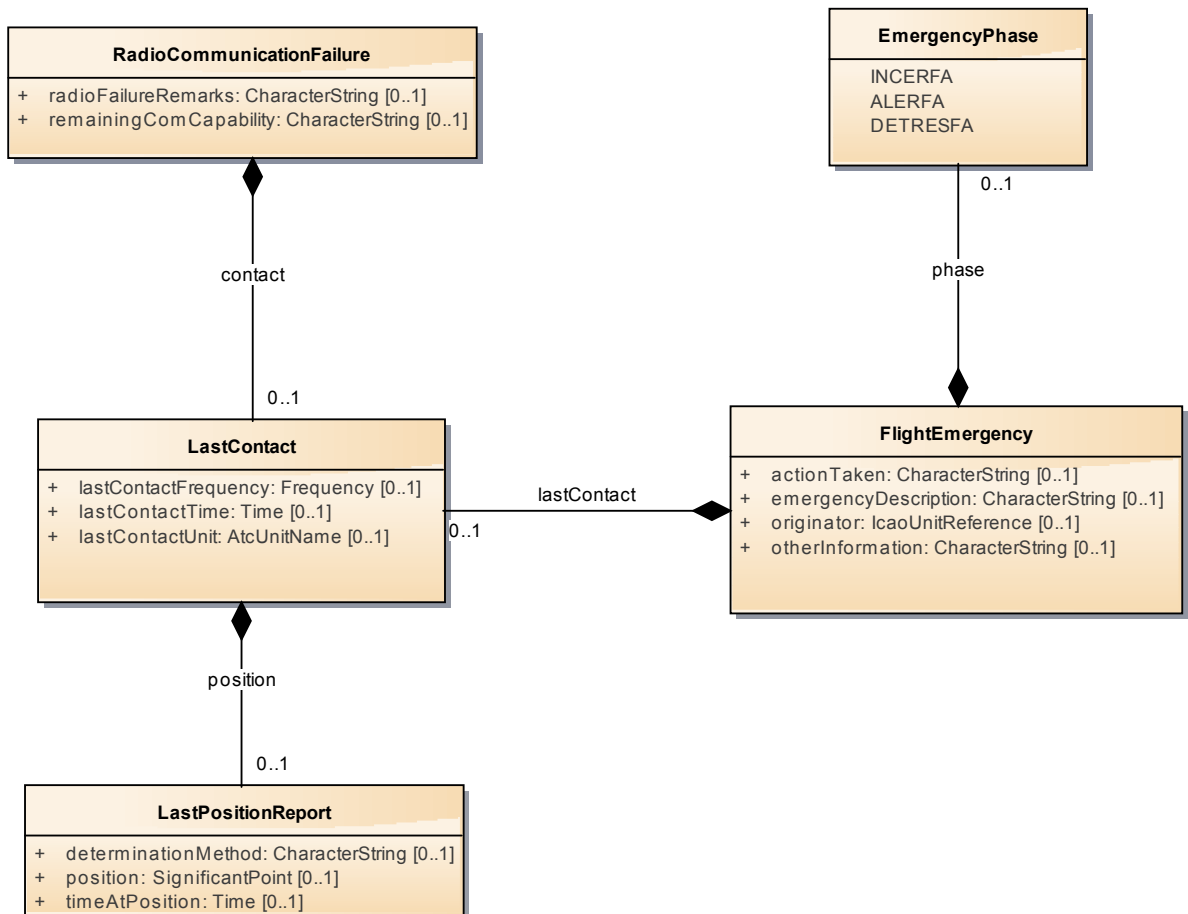 RadioCommunicationFailure
+ radioFailureRemarks: CharacterString [0..1]
+ remainingComCapability: CharacterString [0..1]
EmergencyPhase
INCERFA
ALERFA
DETRESFA
0..1
contact
phase
0..1
LastContact
+ lastContactFrequency: Frequency [0..1]
+ lastContactTime: Time [0..1]
+ lastContactUnit: AtcUnitName [0..1]
lastContact
0..1
FlightEmergency
+ actionTaken: CharacterString [0..1]
+ emergencyDescription: CharacterString [0..1]
+ originator: IcaoUnitReference [0..1]
+ otherInformation: CharacterString [0..1]
position
0..1
LastPositionReport
+ determinationMethod: CharacterString [0..1]
+ position: SignificantPoint [0..1]
+ timeAtPosition: Time [0..1]